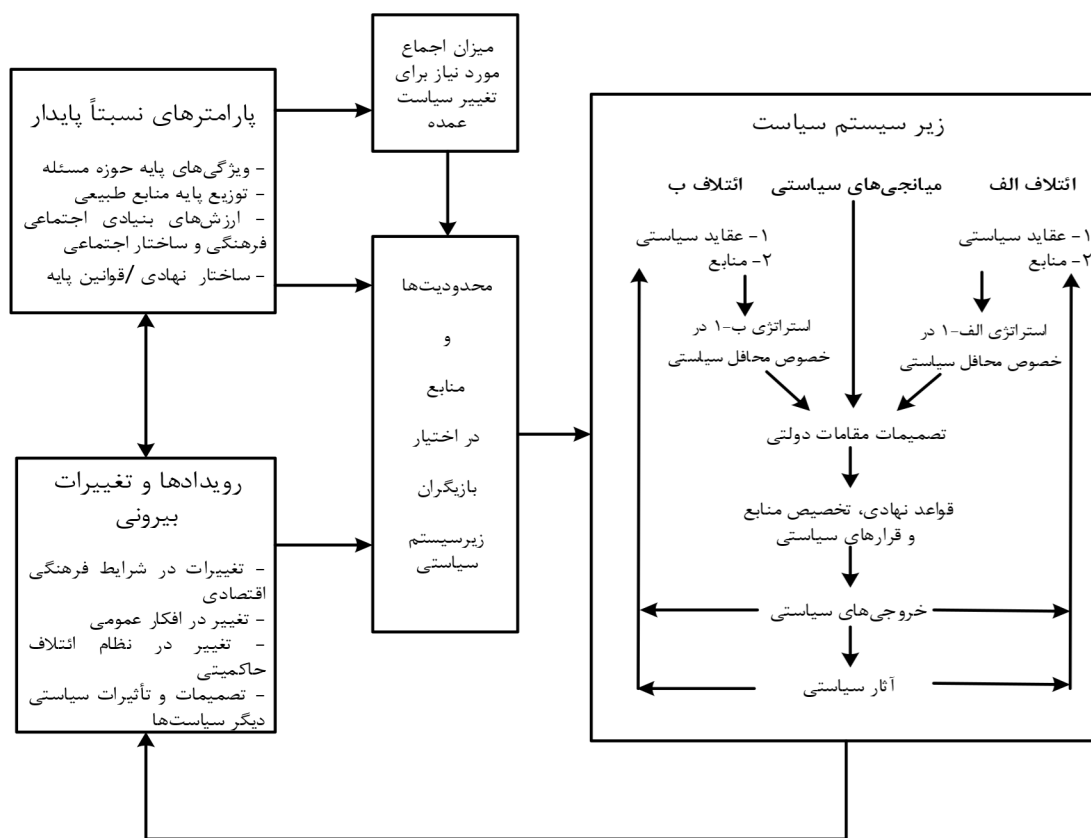 میزان اجماع
مورد نیاز برای
تغییر سیاست
عمده
پارامترهای نسبتاً پایدار
- ویژگی‌های پایه حوزه مسئله
- توزیع پایه منابع طبیعی
- ارزش‌های بنیادی اجتماعی
فرهنگی و ساختار اجتماعی
- ساختار نهادی /قوانین پایه
رویدادها و تغییرات
بیرونی
- تغییرات در شرایط فرهنگی
اقتصادی
- تغییر در افکار عمومی
- تغییر در نظام ائتلاف
حاکمیتی
- تصمیمات و تأثیرات سیاستی
دیگر سیاست‌ها
محدودیت‌ها
و
منابع
در اختیار
بازیگران
زیرسیستم
سیاستی
زیر سیستم سیاست
ائتلاف الف
۱- عقاید سیاستی
۲- منابع
استراتژی الف-۱ در
خصوص محافل سیاستی
میانجی‌های سیاستی
ائتلاف ب
۱- عقاید سیاستی
۲- منابع
استراتژی ب-۱ در
خصوص محافل سیاستی
تصمیمات مقامات دولتی
قواعد نهادی، تخصیص منابع
و قرارهای سیاستی
خروجی‌های سیاستی
آثار سیاستی